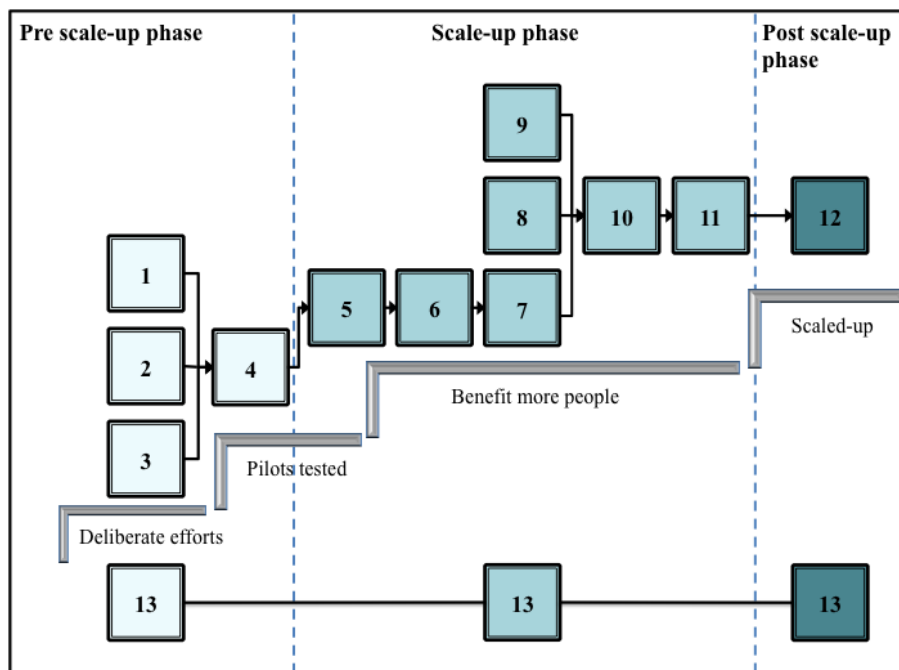 Pre scale-up phase
Scale-up phase
Post scale-up
phase
9
8
10
11
12
1
5
6
7
2
4
3
Scaled-up
Benefit more people
Pilots tested
Deliberate efforts
13
13
13